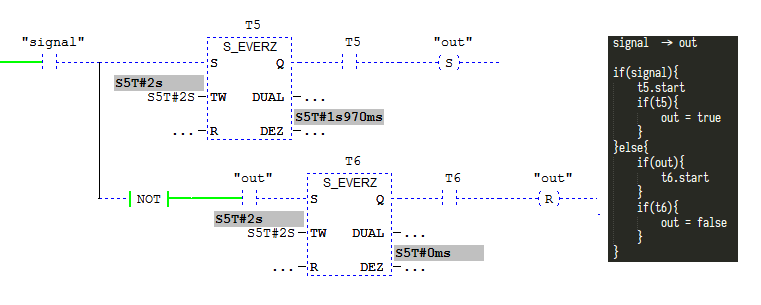 T5
"signal"
S_EVERZ
T5
"out"
S
Q
S
S5T#2s
S5T#2S
TW
DUAL
...
S5T#1s970ms
...
R
DEZ
...
T6
"out"
S_EVERZ
T6
"out"
NOT
S
Q
R
S5T#2s
S5T#2S
TW
DUAL
...
S5T#0ms
...
R
DEZ
...
signal -> out
if(signal){
t5.start
if(t5){
out = true
}
}else{
if(out){
t6.start
}
if(t6){
out = false
}
}